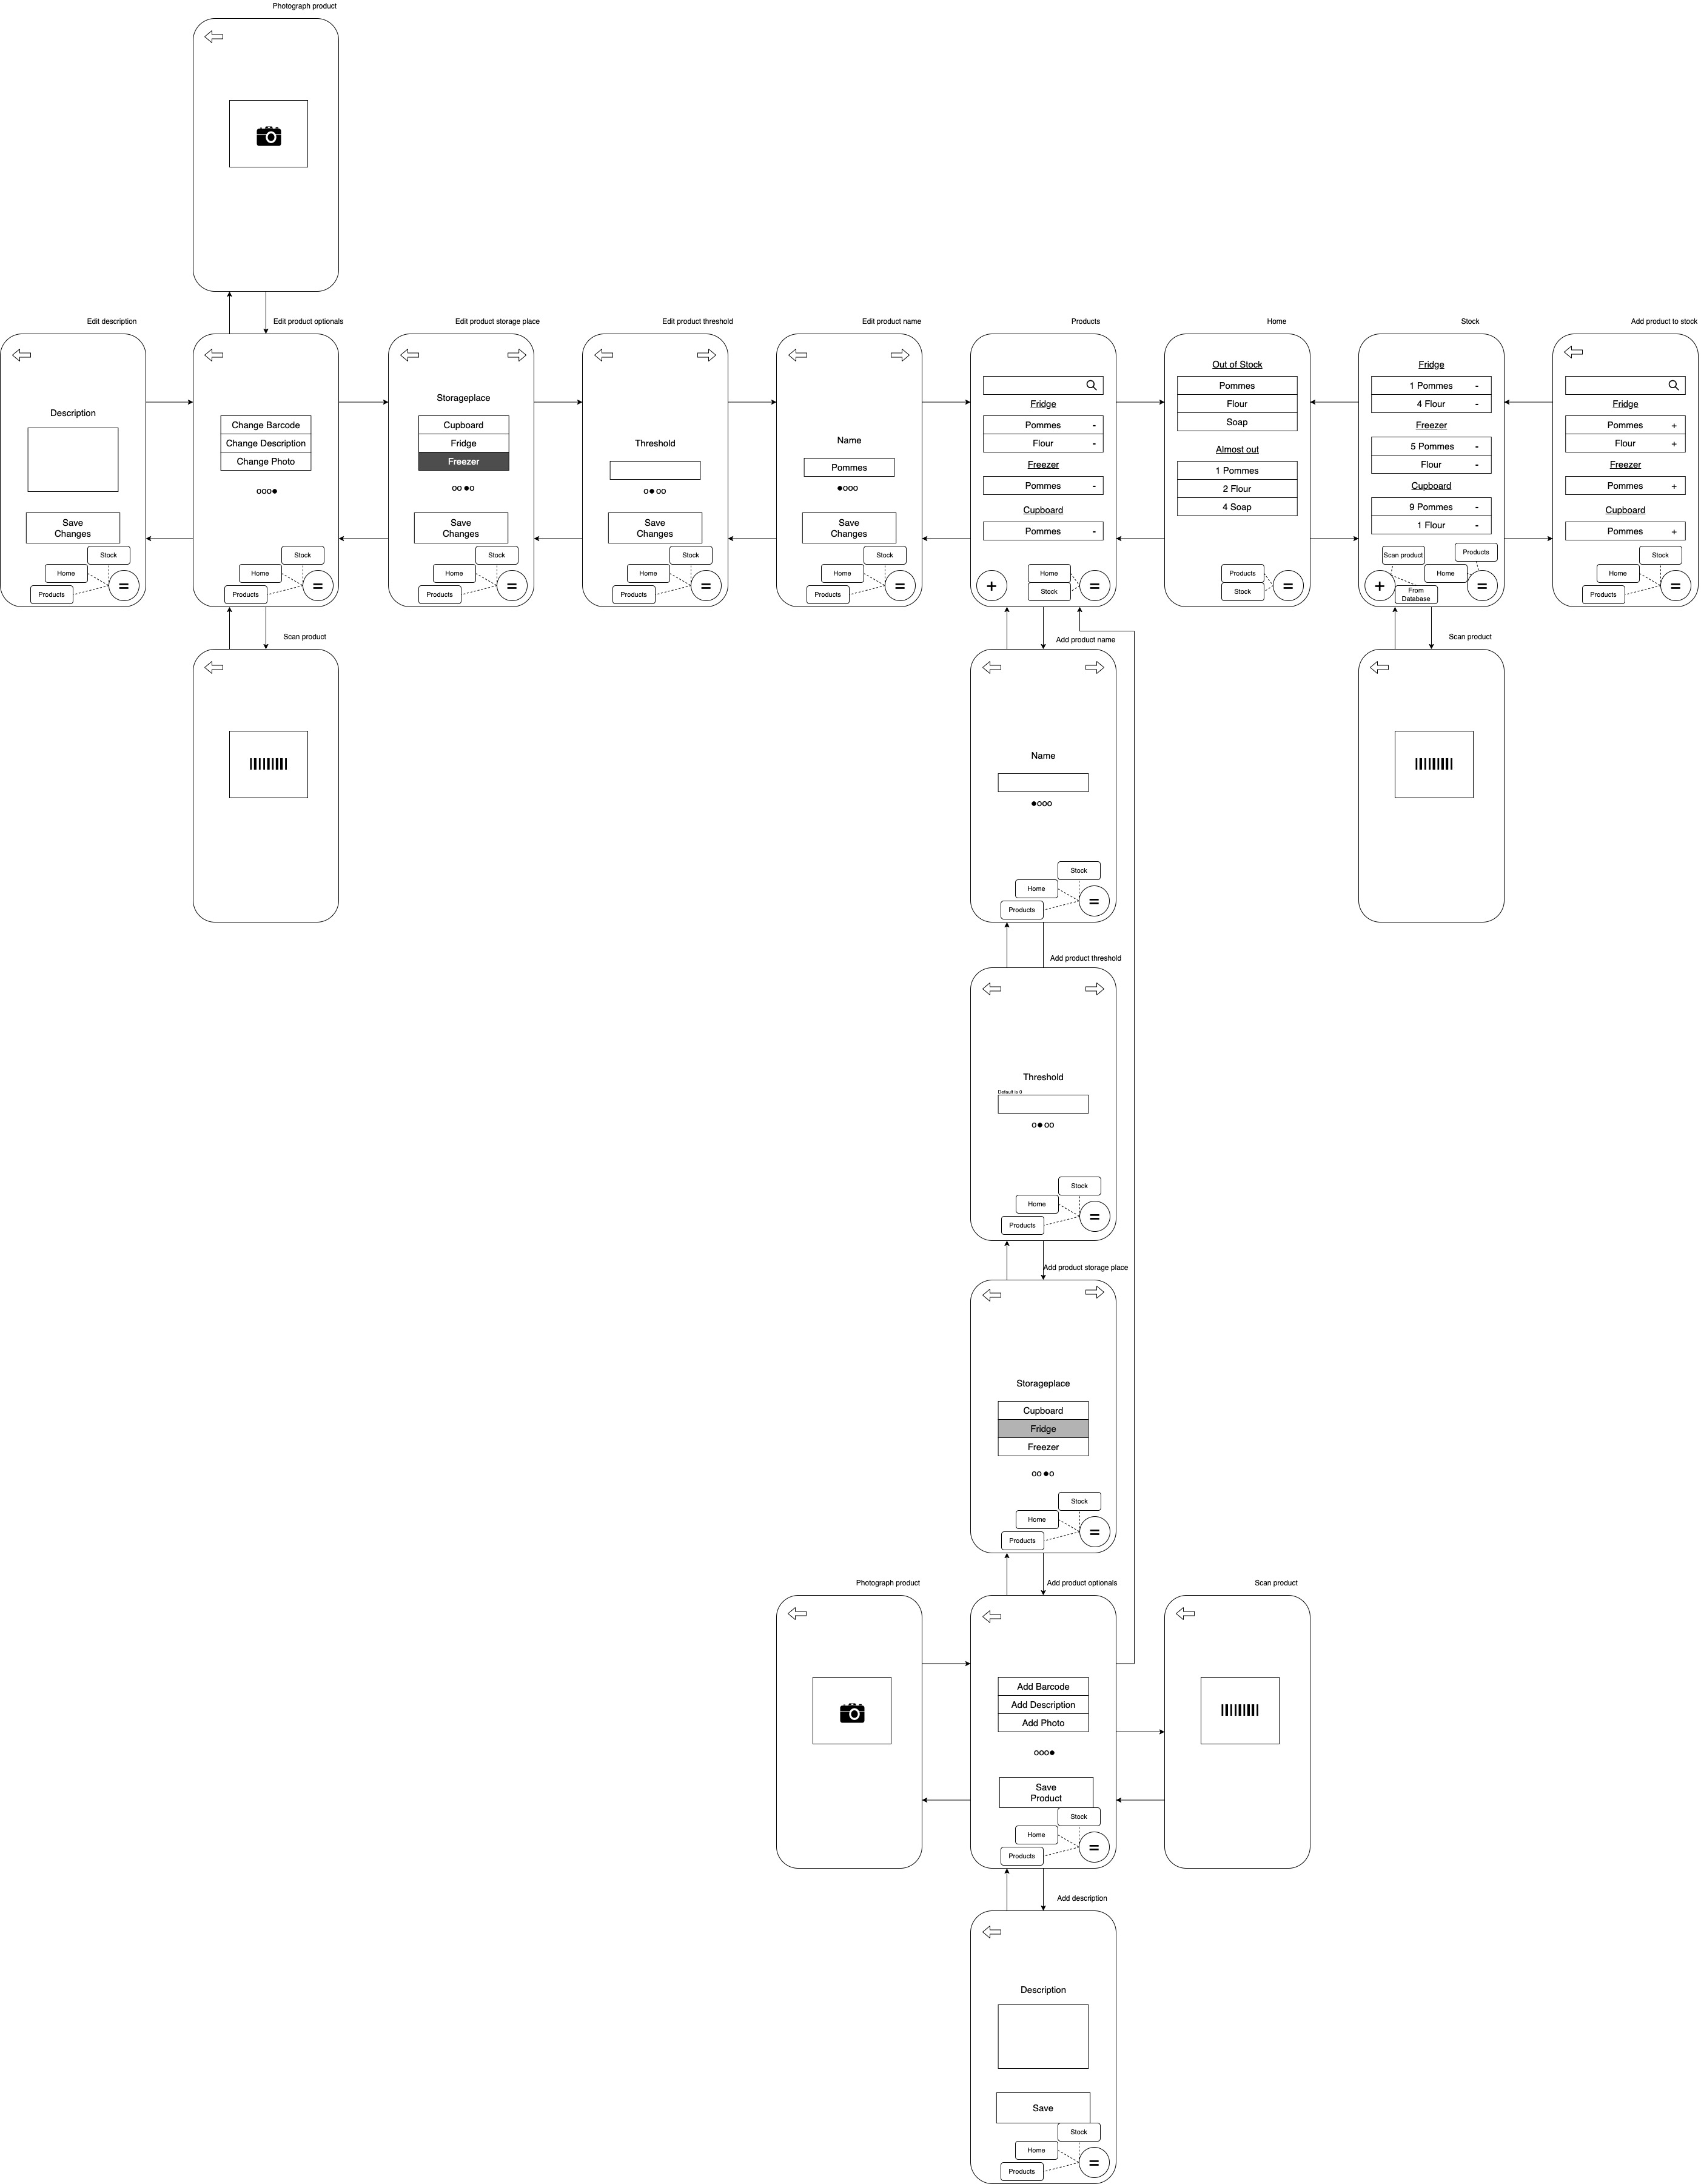 Photograph product
Edit description
Description
Save
Changes
Stock
Home
Products
=
Edit product optionals
Change Barcode
Change Description
Change Photo
ooo●
Stock
Home
Products
=
Edit product storage place
Storageplace
Cupboard
Fridge
Freezer
oo●o
Save
Changes
Stock
Home
Products
=
Edit product threshold
Threshold
o●oo
Save
Changes
Stock
Home
Products
=
Edit product name
Name
Pommes
●ooo
Save
Changes
Stock
Home
Products
=
Products
Fridge
Pommes -
Flour -
Freezer
Pommes -
Cupboard
Pommes -
+
Home
Stock
=
Home
Out of Stock
Pommes
Flour
Soap
Almost out
1 Pommes
2 Flour
4 Soap
Products
Stock
=
Stock
Fridge
1 Pommes -
4 Flour -
Freezer
5 Pommes -
Flour -
Cupboard
9 Pommes -
1 Flour -
Scan product
Products
Home
+
From
Database
=
Add product to stock
Fridge
Pommes +
Flour +
Freezer
Pommes +
Cupboard
Pommes +
Stock
Home
Products
=
Scan product
Add product name
Name
●ooo
Stock
Home
Products
=
Scan product
Add product threshold
Threshold
Default is 0
o●oo
Stock
Home
Products
=
Add product storage place
Storageplace
Cupboard
Fridge
Freezer
oo●o
Stock
Home
Products
=
Photograph product
Add product optionals
Add Barcode
Add Description
Add Photo
ooo●
Save
Product
Stock
Home
Products
=
Scan product
Add description
Description
Save
Stock
Home
Products
=